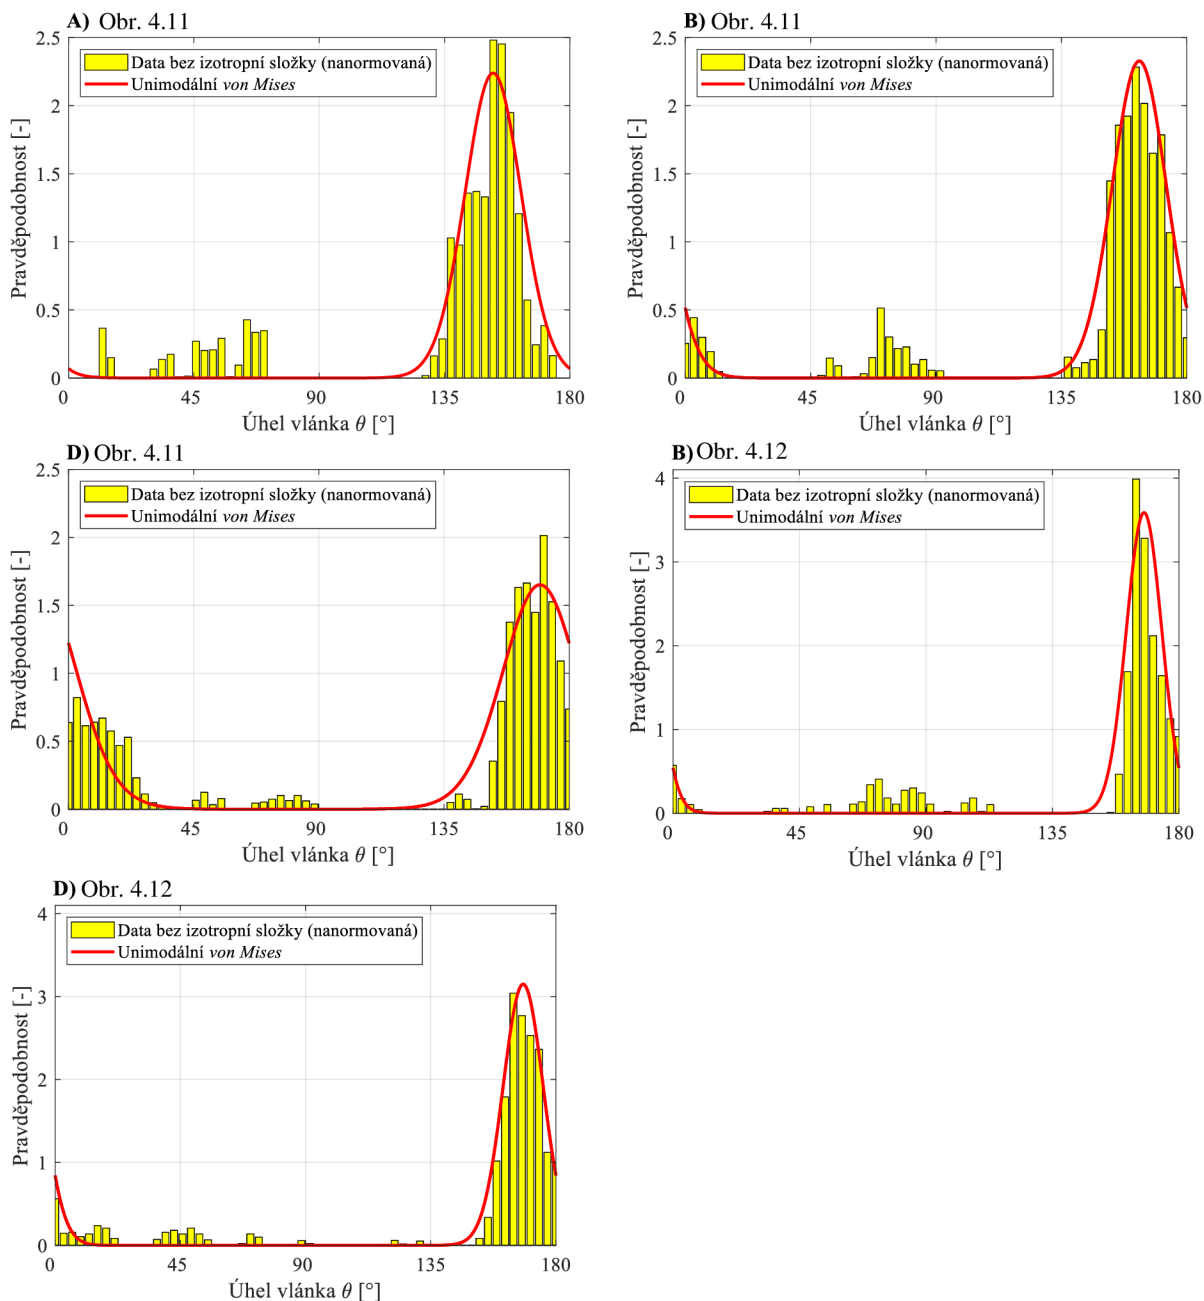 A) Obr. 4.11
2.5
2
1.5
1
0.5
0
Pravděpodobnost [-]
Data bez izotropní složky (nanormovaná)
Unimodální von Mises
0 45 90 135 180
Úhel vlánka θ [°]
B) Obr. 4.11
2.5
2
1.5
1
0.5
0
Pravděpodobnost [-]
Data bez izotropní složky (nanormovaná)
Unimodální von Mises
0 45 90 135 180
Úhel vlánka θ [°]
D) Obr. 4.11
2.5
2
1.5
1
0.5
0
Pravděpodobnost [-]
Data bez izotropní složky (nanormovaná)
Unimodální von Mises
0 45 90 135 180
Úhel vlánka θ [°]
B) Obr. 4.12
4
3
2
1
0
Pravděpodobnost [-]
Data bez izotropní složky (nanormovaná)
Unimodální von Mises
0 45 90 135 180
Úhel vlánka θ [°]
D) Obr. 4.12
4
3
2
1
0
Pravděpodobnost [-]
Data bez izotropní složky (nanormovaná)
Unimodální von Mises
0 45 90 135 180
Úhel vlánka θ [°]